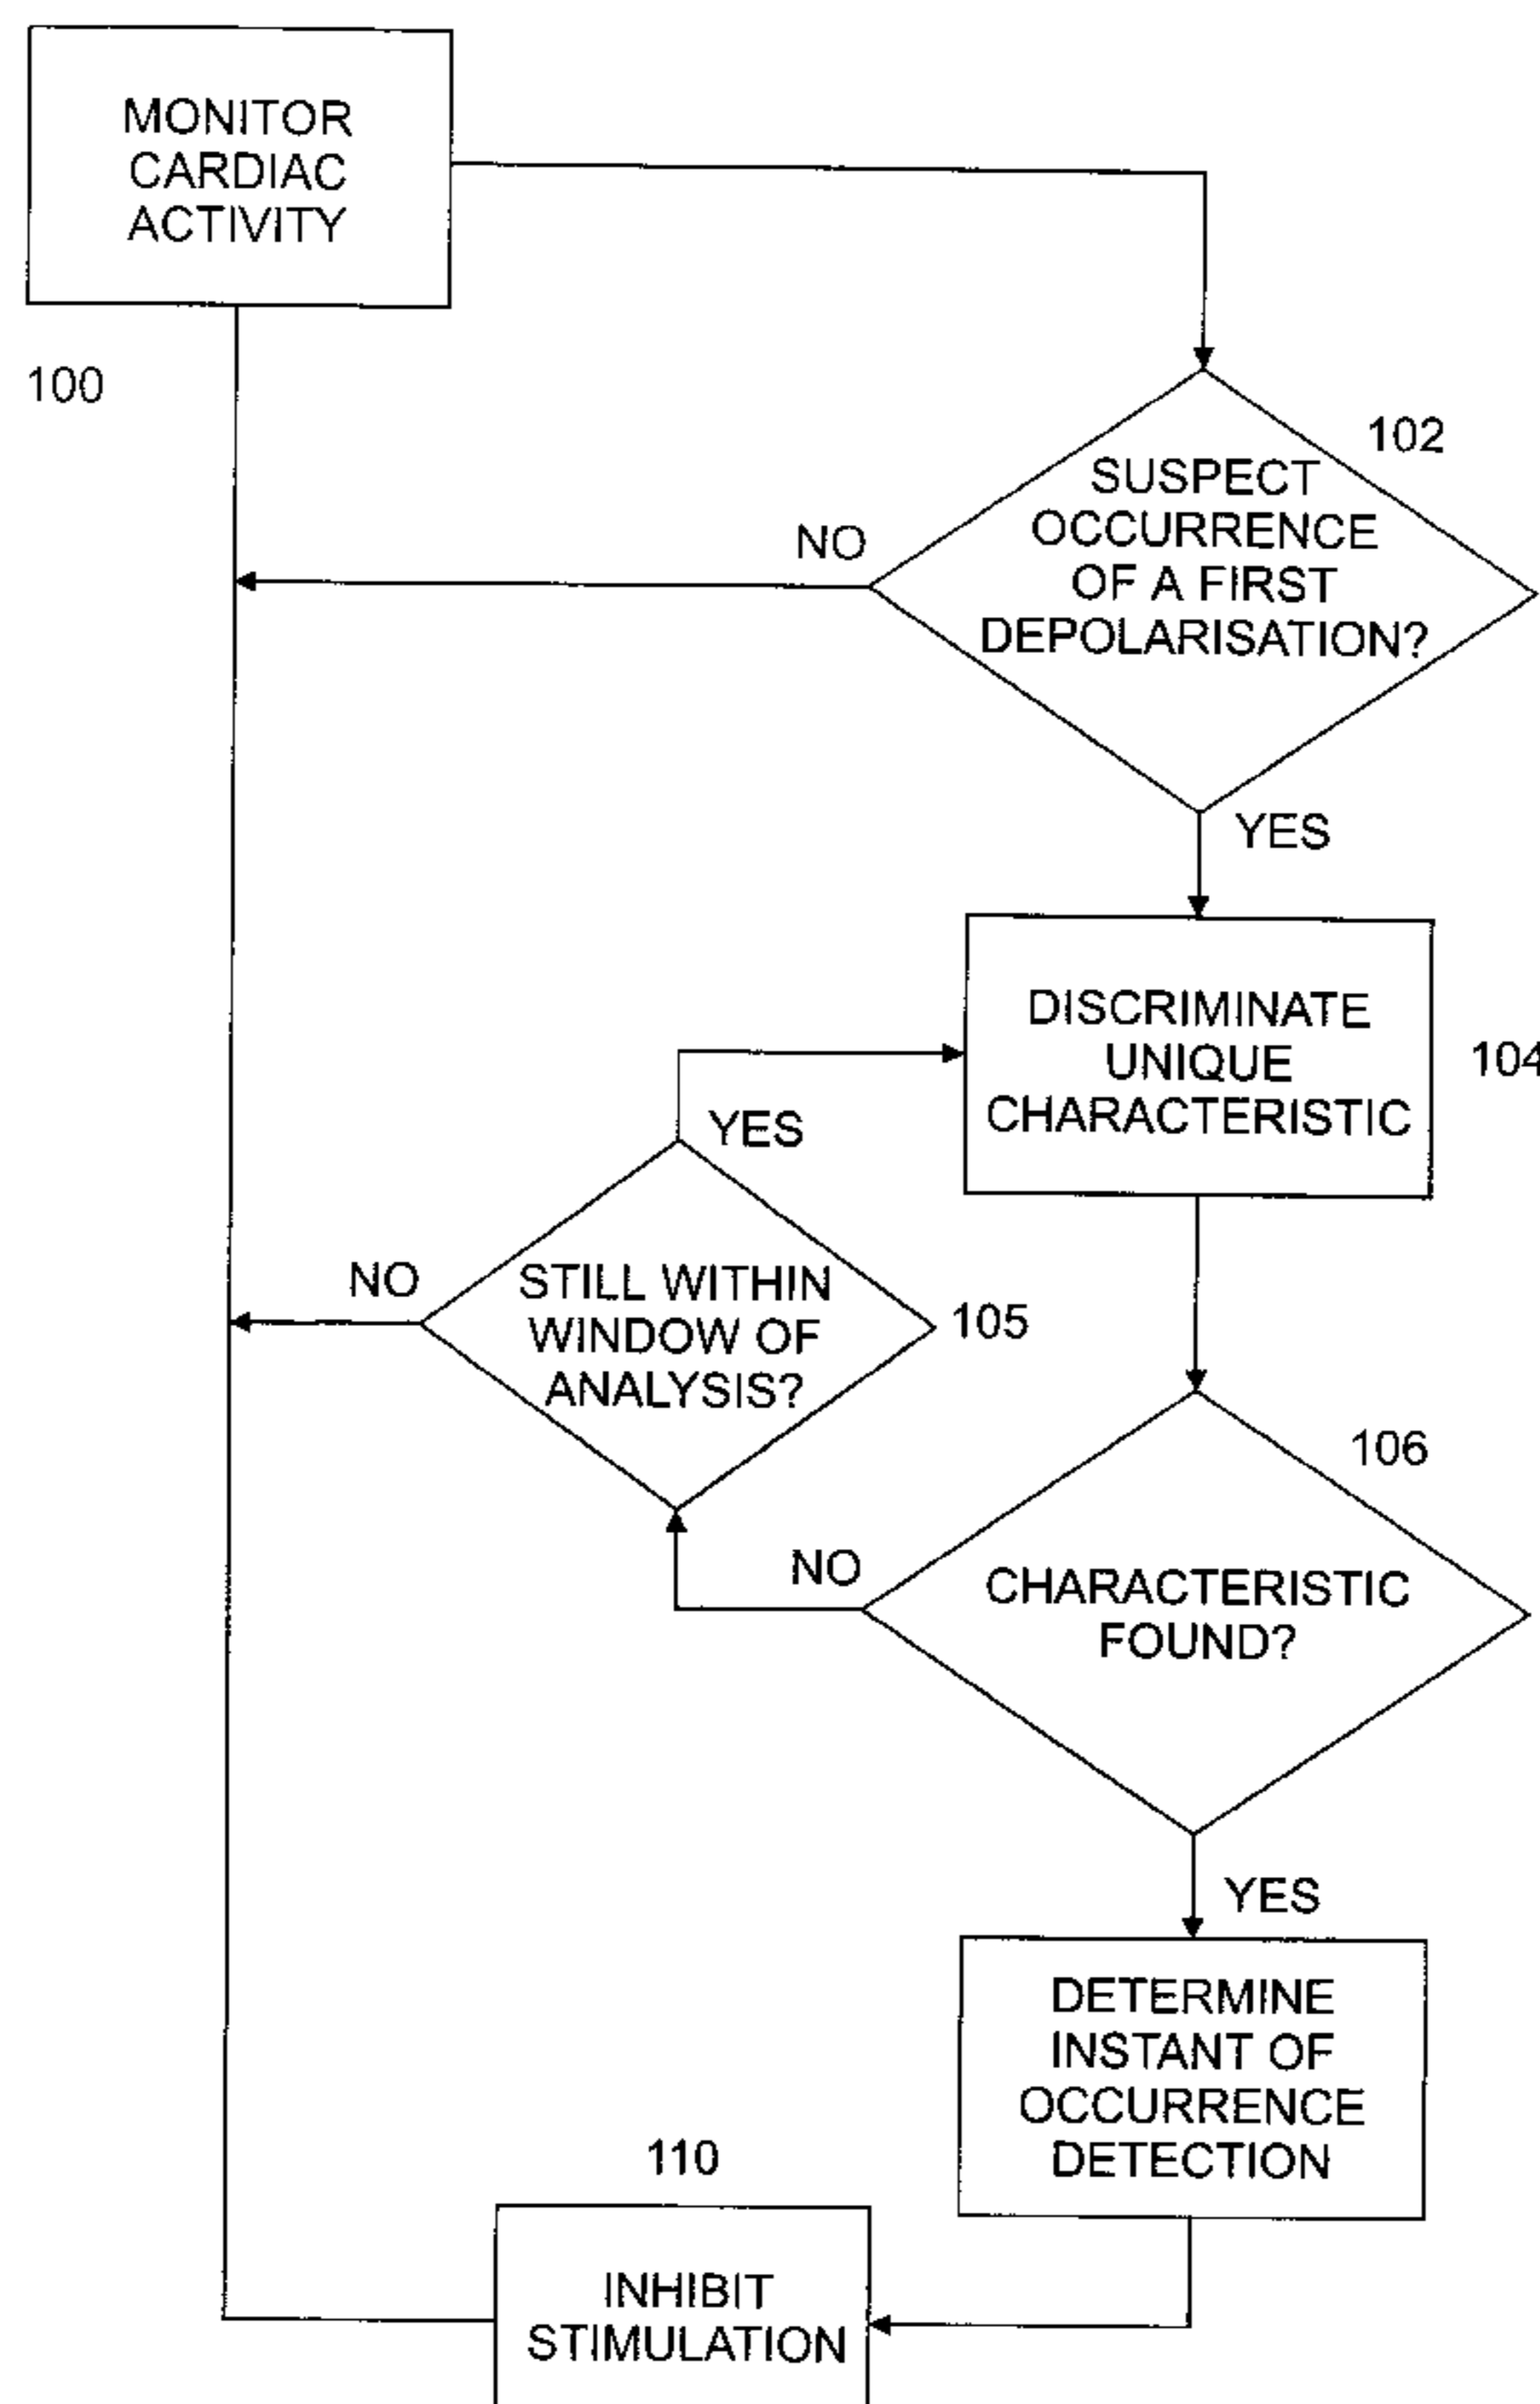 MONITOR
CARDIAC
ACTIVITY
100
102
SUSPECT
OCCURRENCE
OF A FIRST
DEPOLARISATION?
NO
YES
DISCRIMINATE
UNIQUE
CHARACTERISTIC
104
YES
STILL WITHIN
WINDOW OF
ANALYSIS?
NO
105
106
CHARACTERISTIC
FOUND?
NO
YES
DETERMINE
INSTANT OF
OCCURRENCE
DETECTION
110
INHIBIT
STIMULATION